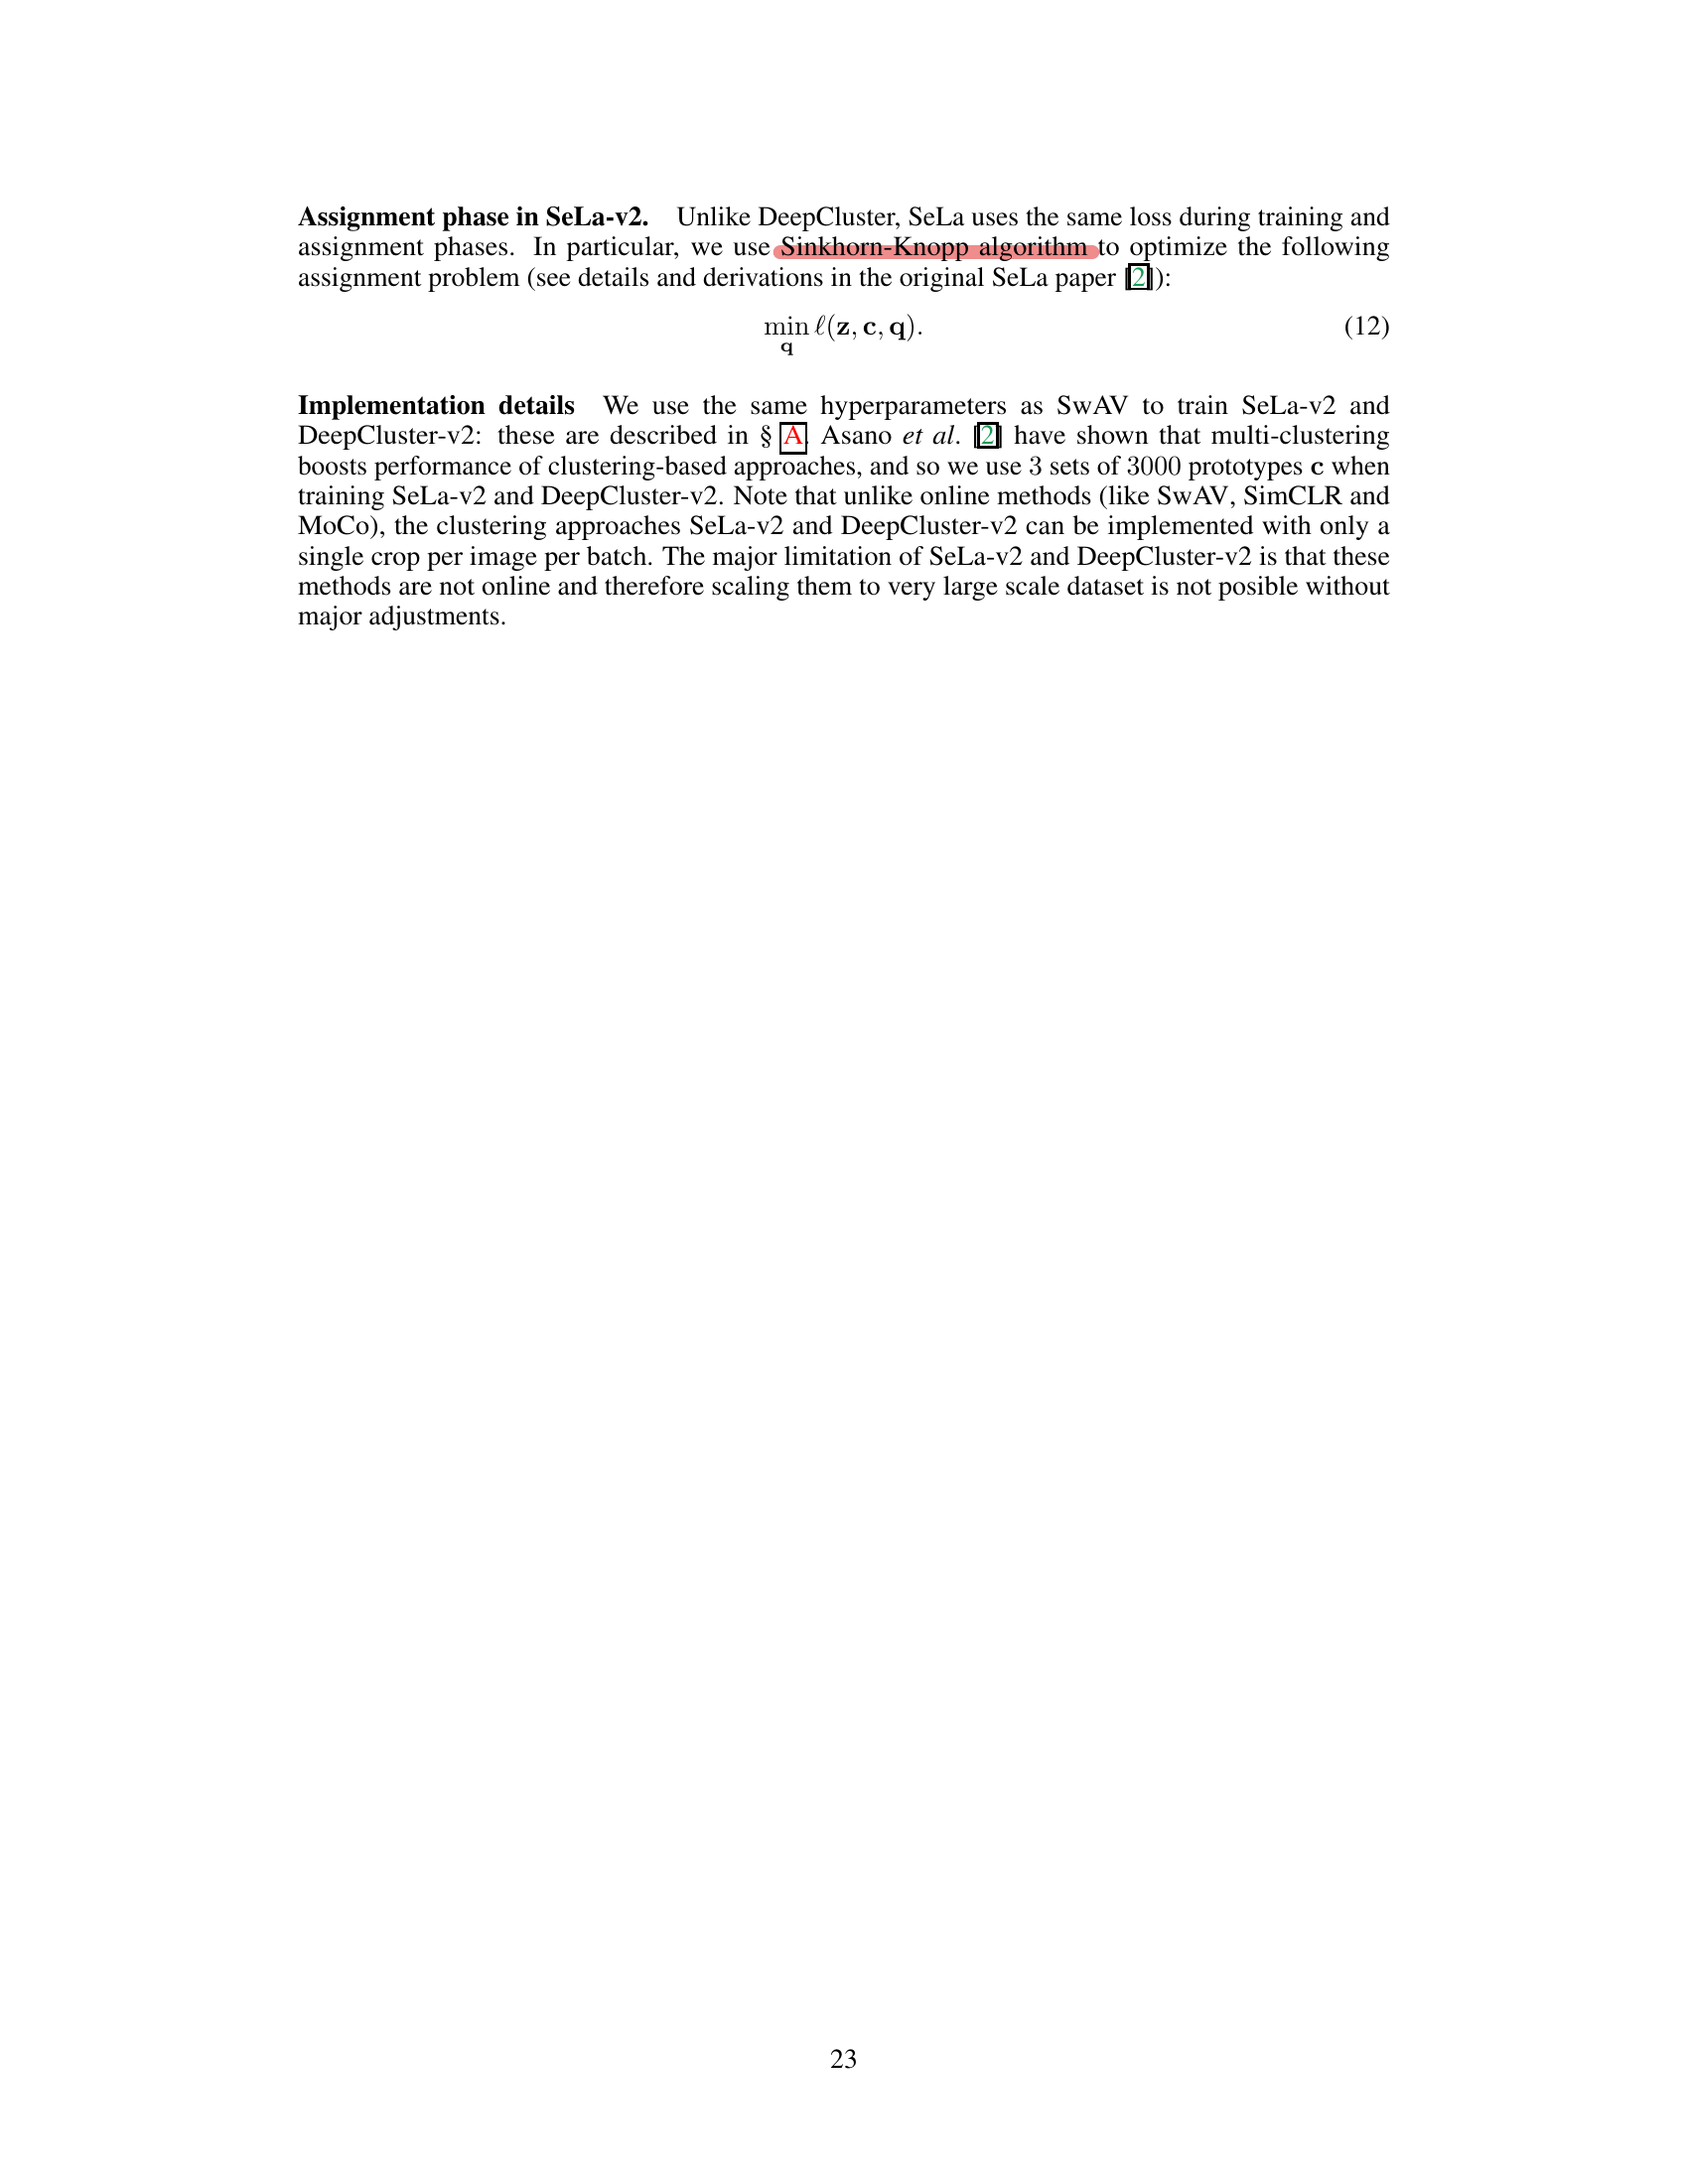 Assignment phase in SeLa-v2. Unlike DeepCluster, SeLa uses the same loss during training and
assignment phases. In particular, we use Sinkhorn-Knopp algorithm to optimize the following
assignment problem (see details and derivations in the original SeLa paper [2]):
min_q ℓ(z, c, q). (12)
Implementation details We use the same hyperparameters as SwAV to train SeLa-v2 and
DeepCluster-v2: these are described in § A. Asano et al. [2] have shown that multi-clustering
boosts performance of clustering-based approaches, and so we use 3 sets of 3000 prototypes c when
training SeLa-v2 and DeepCluster-v2. Note that unlike online methods (like SwAV, SimCLR and
MoCo), the clustering approaches SeLa-v2 and DeepCluster-v2 can be implemented with only a
single crop per image per batch. The major limitation of SeLa-v2 and DeepCluster-v2 is that these
methods are not online and therefore scaling them to very large scale dataset is not posible without
major adjustments.
23